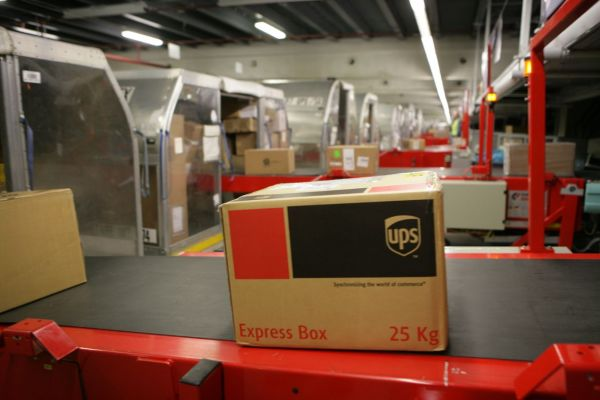 ups
Synchronizing the world of commerce
Express Box
25 Kg